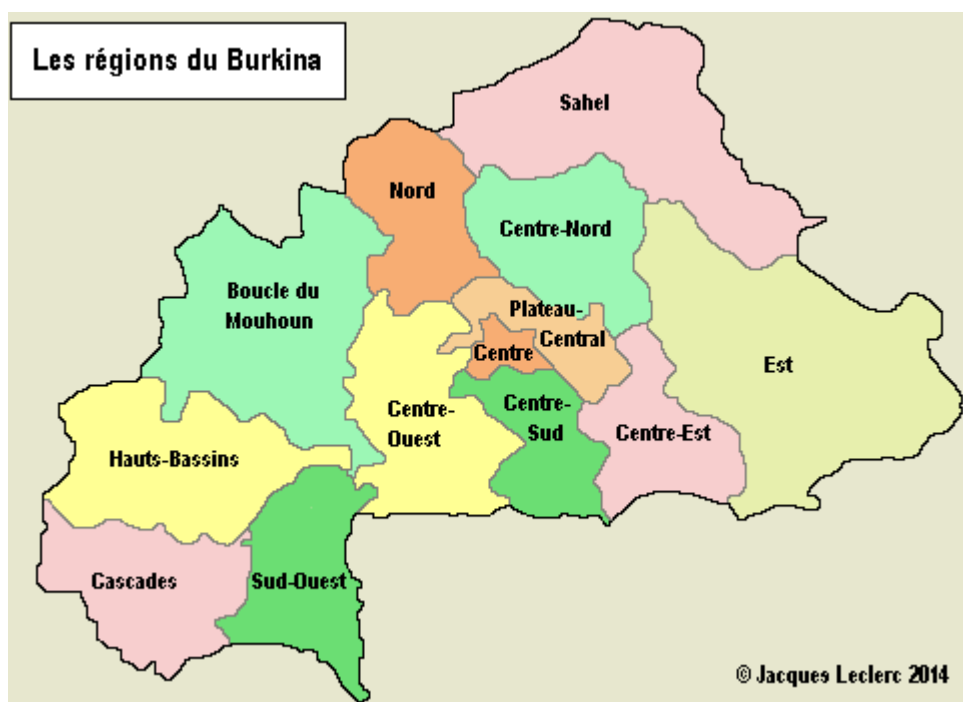 Les régions du Burkina
Sahel
Nord
Centre-Nord
Boucle du
Mouhoun
Plateau-
Central
Centre
Est
Centre-
Ouest
Centre-
Sud
Centre-Est
Hauts-Bassins
Cascades
Sud-Ouest
© Jacques Leclerc 2014